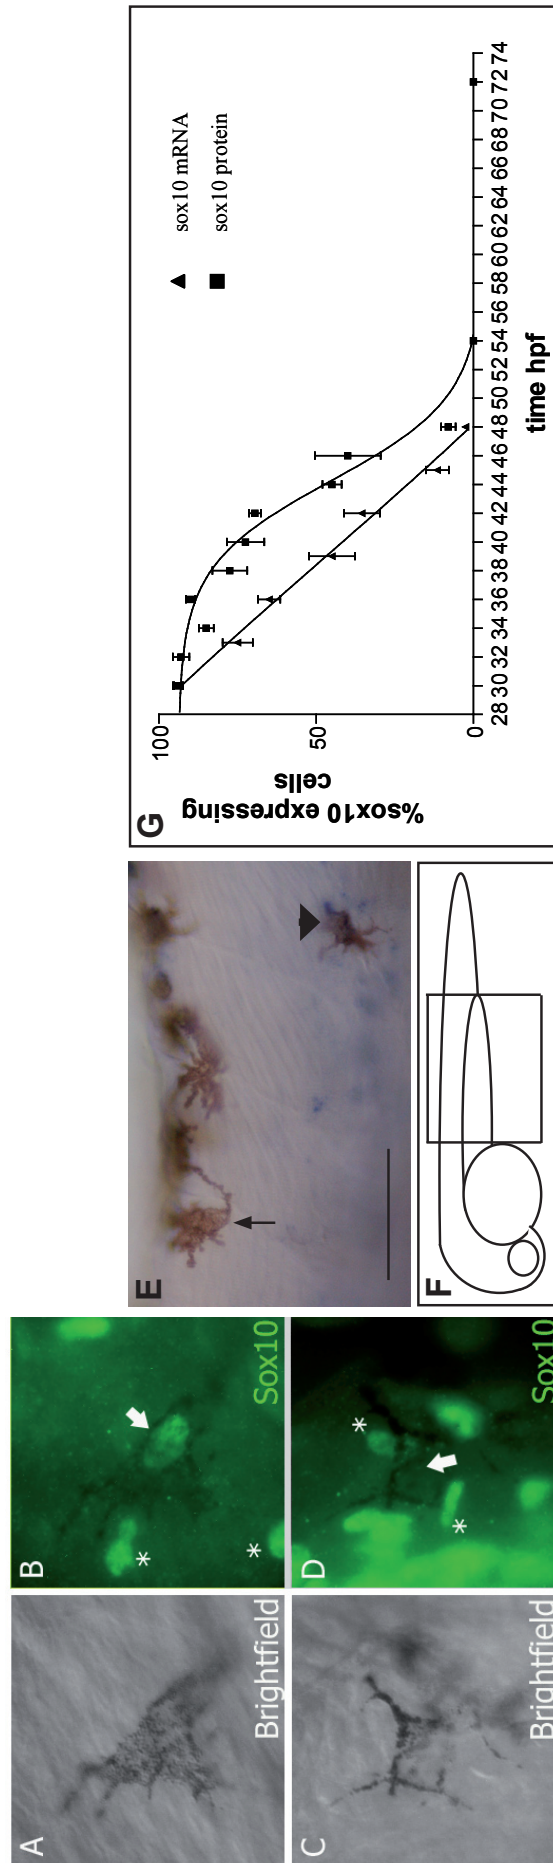 A
Brightfield
B
*
*
Sox10
C
Brightfield
D
*
*
Sox10
E
F
G
%sox10 expressing
cells
100
50
0
sox10 mRNA
sox10 protein
28 30 32 34 36 38 40 42 44 46 48 50 52 54 56 58 60 62 64 66 68 70 72 74
time hpf